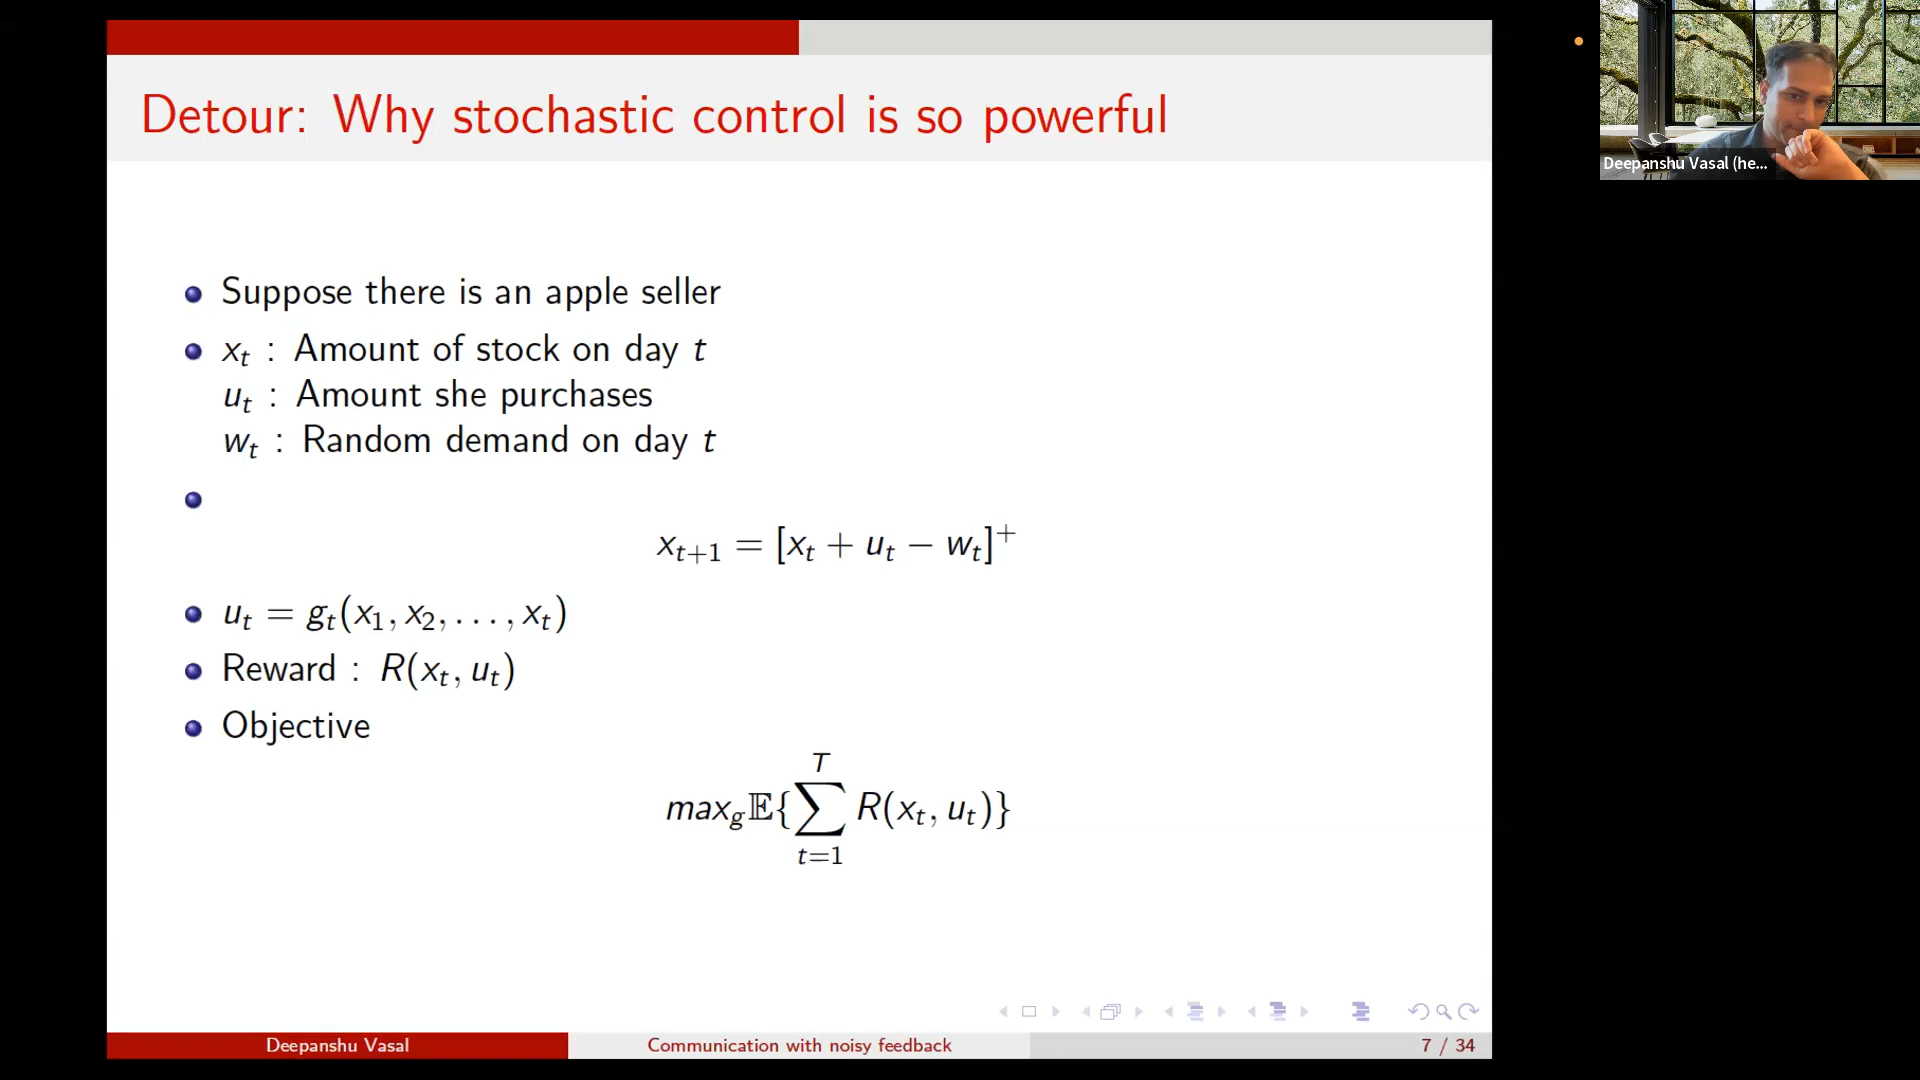 Detour: Why stochastic control is so powerful
Suppose there is an apple seller
x_t : Amount of stock on day t
u_t : Amount she purchases
w_t : Random demand on day t
x_{t+1} = [x_t + u_t − w_t]^+
u_t = g_t(x_1, x_2, . . . , x_t)
Reward : R(x_t, u_t)
Objective
max_g 𝔼{∑_{t=1}^{T} R(x_t, u_t)}
Deepanshu Vasal
Communication with noisy feedback
7 / 34
Deepanshu Vasal (he...